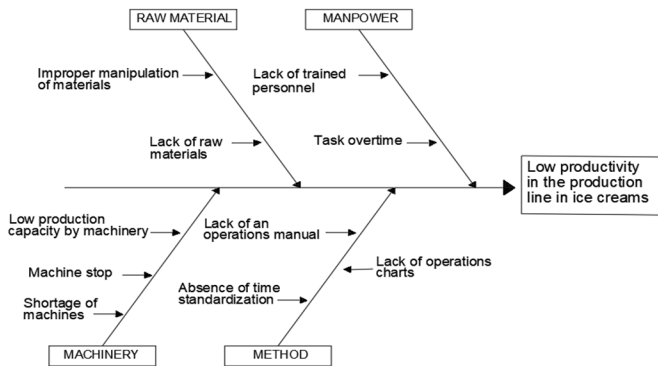 RAW MATERIAL
MANPOWER
Improper manipulation
of materials
Lack of trained
personnel
Lack of raw
materials
Task overtime
Low productivity
in the production
line in ice creams
Low production
capacity by machinery
Lack of an
operations manual
Machine stop
Lack of operations
charts
Absence of time
standardization
Shortage of
machines
MACHINERY
METHOD